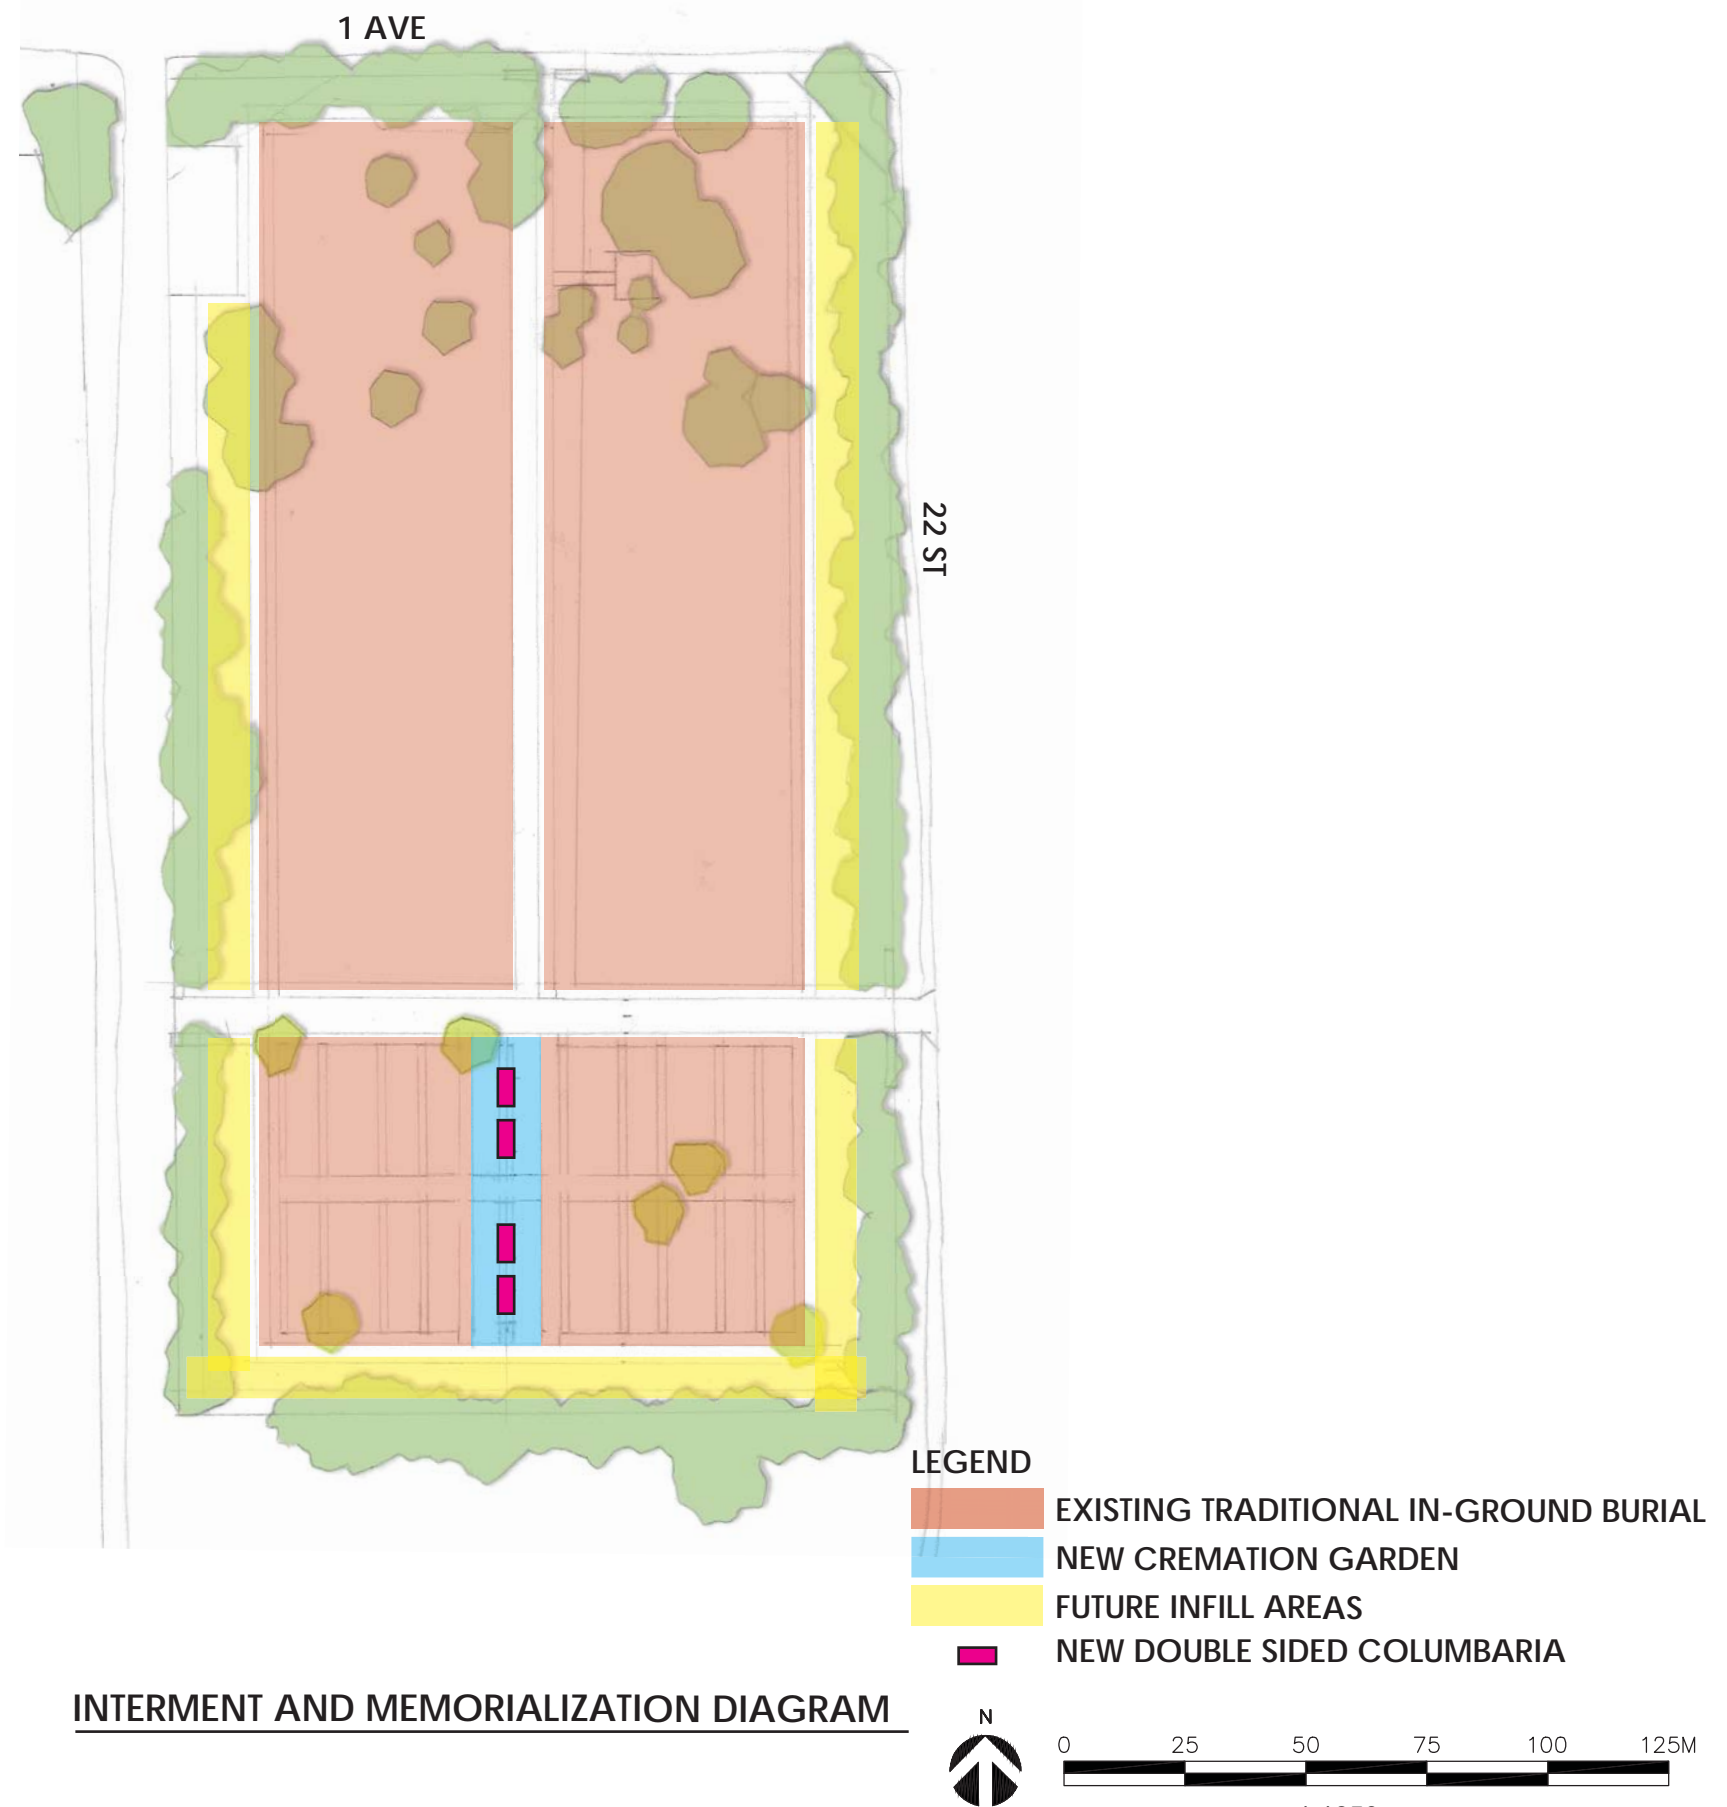 1 AVE
22 ST
LEGEND
EXISTING TRADITIONAL IN-GROUND BURIAL
NEW CREMATION GARDEN
FUTURE INFILL AREAS
NEW DOUBLE SIDED COLUMBARIA
INTERMENT AND MEMORIALIZATION DIAGRAM
N
0 25 50 75 100 125M